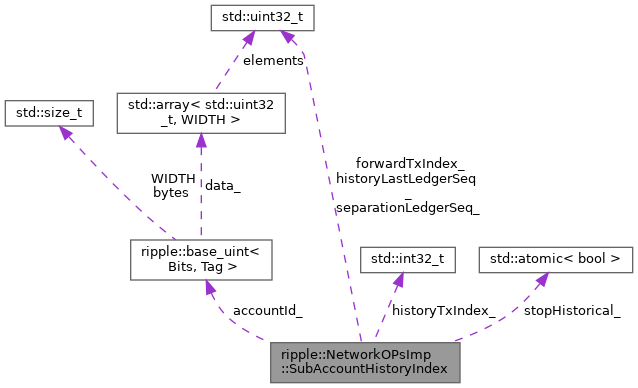 std::uint32_t
elements
std::size_t
std::array< std::uint32
_t, WIDTH >
forwardTxIndex_
historyLastLedgerSeq
_
separationLedgerSeq_
WIDTH
bytes
data_
ripple::base_uint<
Bits, Tag >
std::int32_t
std::atomic< bool >
accountId_
historyTxIndex_
stopHistorical_
ripple::NetworkOPsImp
::SubAccountHistoryIndex